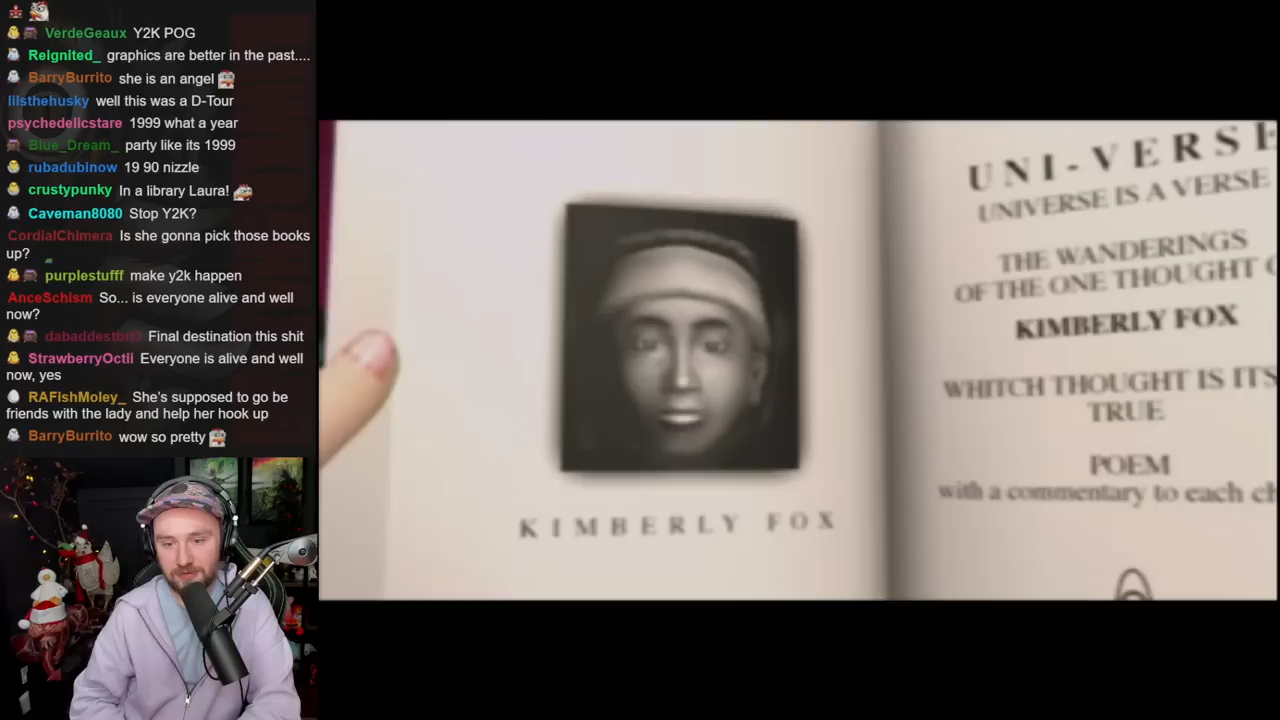 VerdeGeaux Y2K POG
Reignited_ graphics are better in the past....
BarryBurrito she is an angel
lilsthehusky well this was a D-Tour
psychedelicstare 1999 what a year
Blue_Dream_ party like its 1999
rubadubinow 19 90 nizzle
crustypunky In a library Laura!
Caveman8080 Stop Y2K?
CordialChimera Is she gonna pick those books
up?
purplestufff make y2k happen
AnceSchism So... is everyone alive and well
now?
Final destination this shit
StrawberryOctii Everyone is alive and well
now, yes
RAFishMoley_ She's supposed to go be
friends with the lady and help her hook up
BarryBurrito wow so pretty
KIMBERLY FOX
UNI-VERSE
UNIVERSE IS A VERSE
THE WANDERINGS
OF THE ONE THOUGHT
KIMBERLY FOX
WHITCH THOUGHT IS ITS
TRUE
POEM
with a commentary to each ch